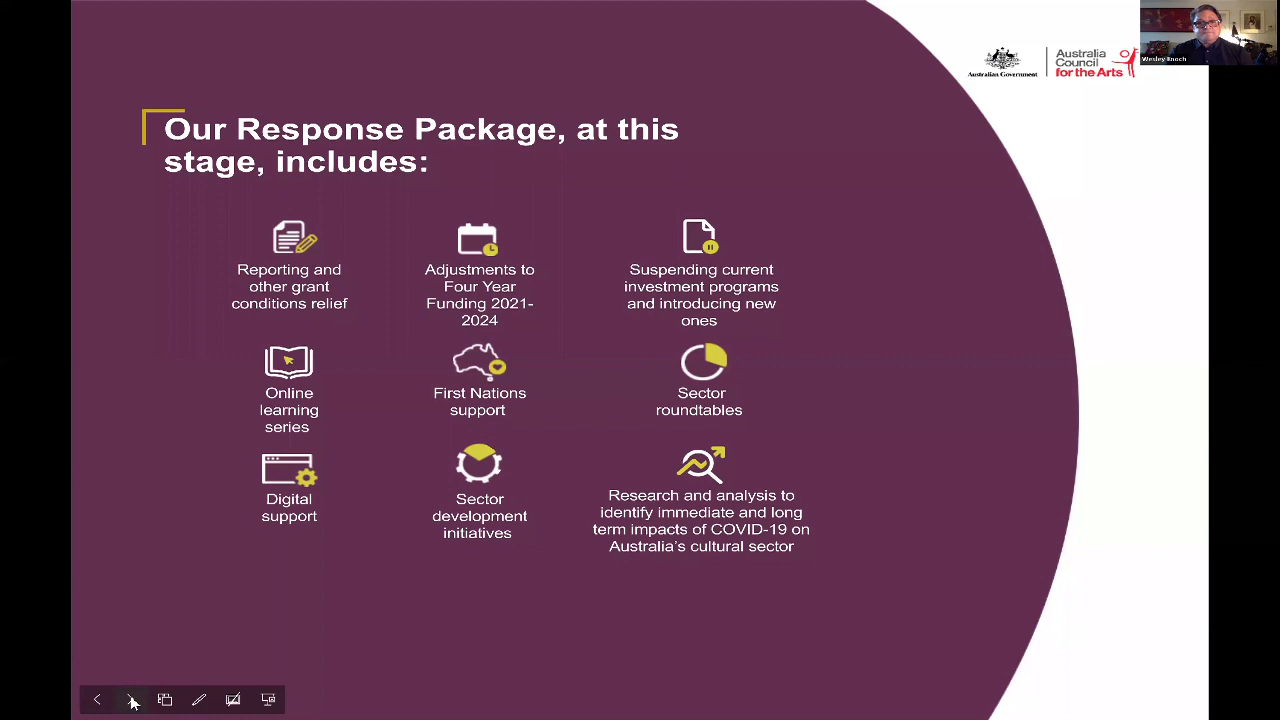 Australian Government
Australia
Council
for the Arts
Wesley Enoch
Our Response Package, at this
stage, includes:
Reporting and
other grant
conditions relief
Adjustments to
Four Year
Funding 2021-
2024
Suspending current
investment programs
and introducing new
ones
Online
learning
series
First Nations
support
Sector
roundtables
Digital
support
Sector
development
initiatives
Research and analysis to
identify immediate and long
term impacts of COVID-19 on
Australia's cultural sector